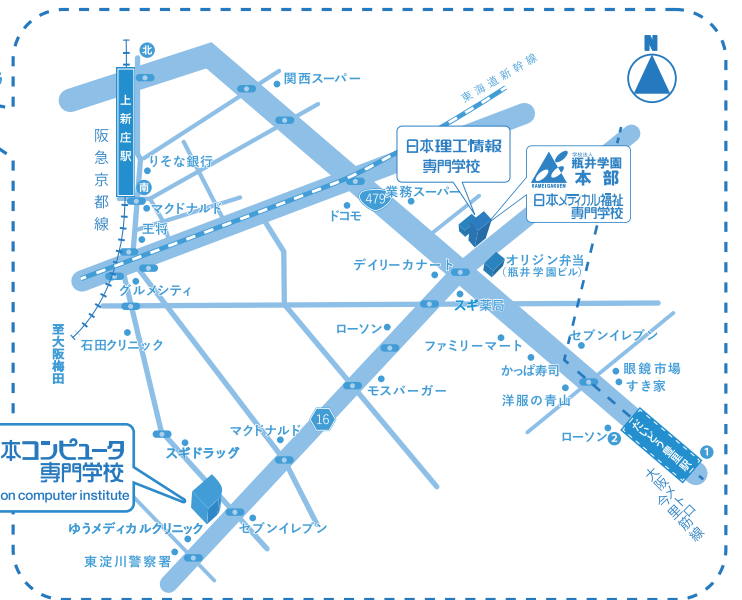 N
北
関西スーパー
東海道新幹線
上新庄駅
阪急京都線
日本理工情報
専門学校
学校法人
瓶井学園
本部
KAMEI GAKUEN
日本メディカル福祉
専門学校
りそな銀行
南
479
業務スーパー
マクドナルド
ドコモ
王将
デイリーカナート
オリジン弁当
(瓶井学園ビル)
グルメシティ
スギ薬局
至大阪梅田
石田クリニック
ローソン
ファミリーマート
セブンイレブン
かっぱ寿司
眼鏡市場
すき家
モスバーガー
洋服の青山
16
マクドナルド
ローソン
2
1
だいどう豊里駅
大阪メトロ
今里筋線
スギドラッグ
本コンピュータ
専門学校
on computer institute
ゆうメディカルクリニック
セブンイレブン
東淀川警察署